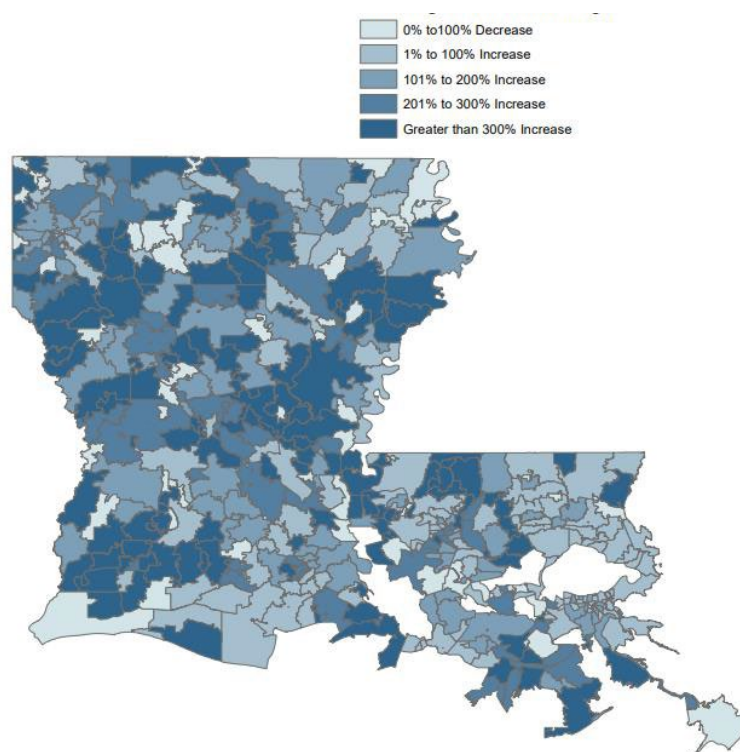 0% to100% Decrease
1% to 100% Increase
101% to 200% Increase
201% to 300% Increase
Greater than 300% Increase